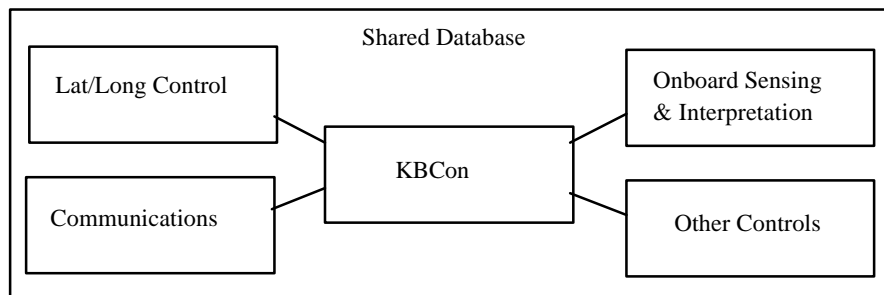 Shared Database
Lat/Long Control
Onboard Sensing
& Interpretation
KBCon
Communications
Other Controls